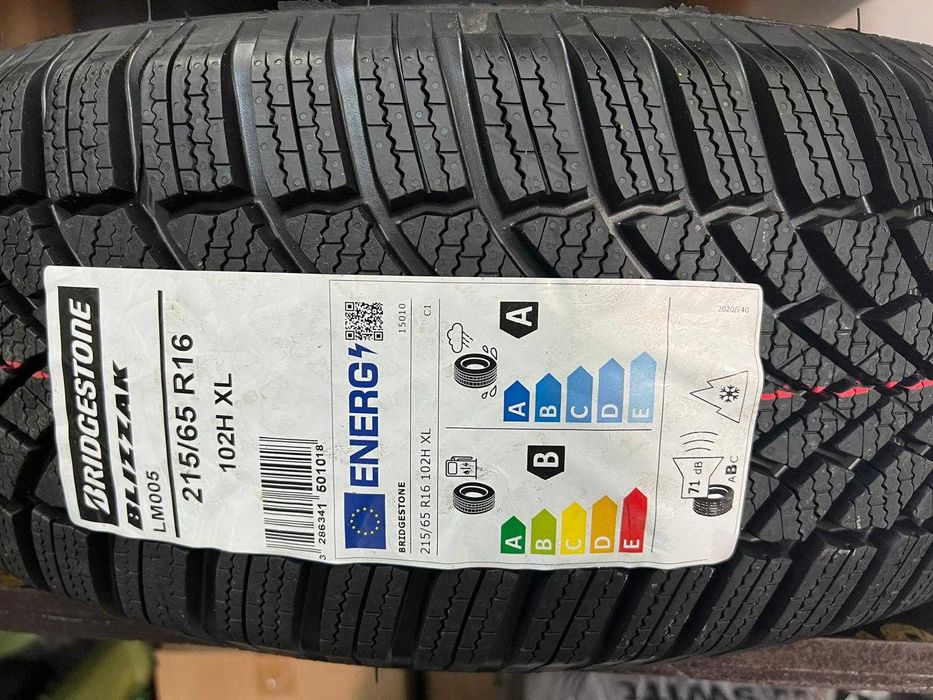 BRIDGESTONE
BLIZZAK
LM005
215/65 R16
102H XL
3 286341 501018
ENERG
15010
C1
BRIDGESTONE
215/65 R16 102H XL
A
A
B
C
D
E
B
A
B
C
D
E
2020/740
71 dB
ABC